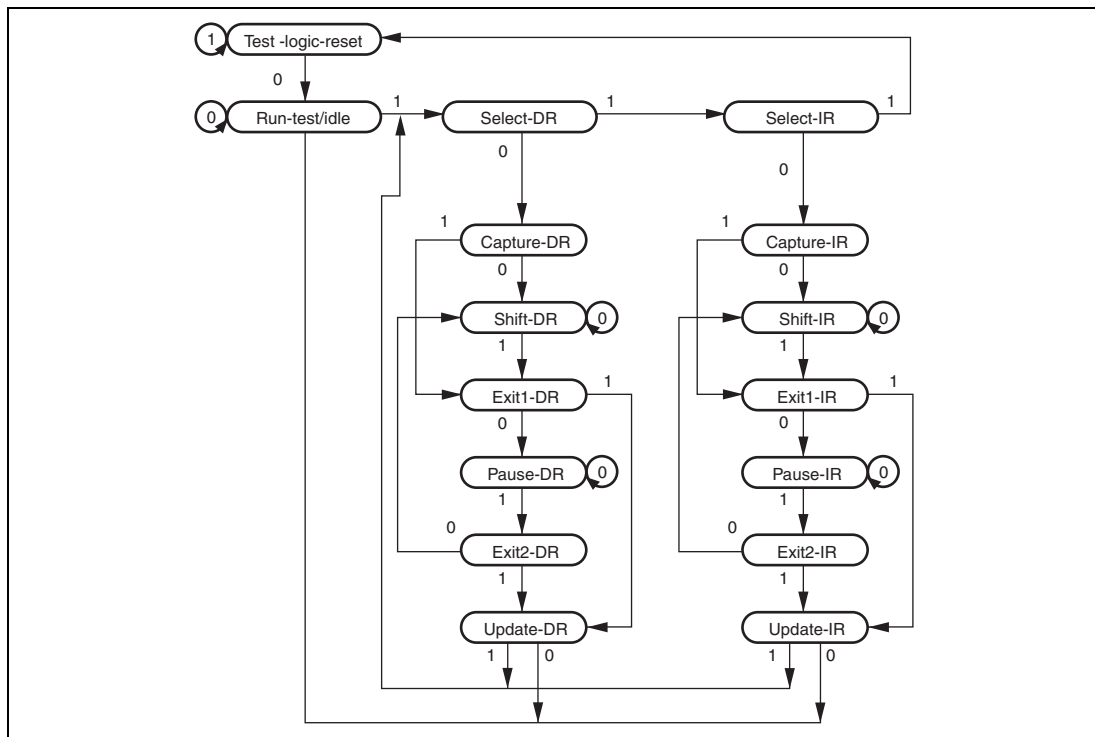 1 Test -logic-reset
0
0 Run-test/idle 1 Select-DR 1 Select-IR 1
0 0
1 1
Capture-DR Capture-IR
0 0
Shift-DR 0 Shift-IR 0
1 1
Exit1-DR 1 Exit1-IR 1
0 0
Pause-DR 0 Pause-IR 0
1 1
0 0
Exit2-DR Exit2-IR
1 1
Update-DR Update-IR
1 0 1 0